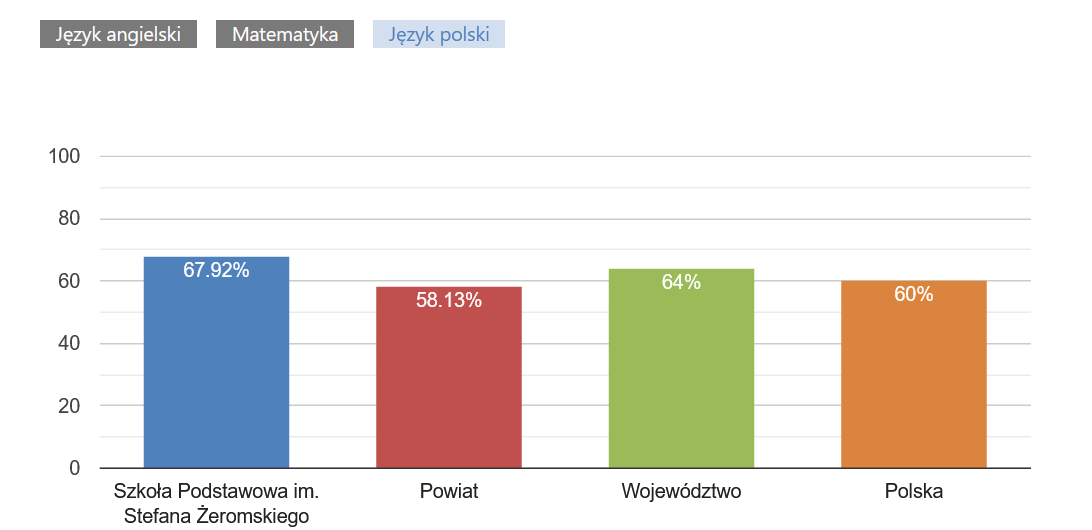 Język angielski Matematyka Język polski
100
80
60
40
20
0
67.92%
58.13%
64%
60%
Szkoła Podstawowa im.
Stefana Żeromskiego
Powiat
Województwo
Polska